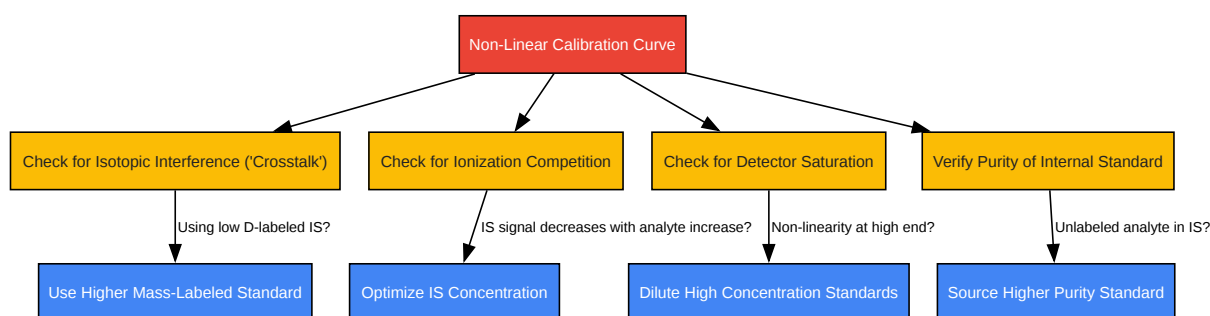 Non-Linear Calibration Curve
Check for Isotopic Interference ('Crosstalk')
Check for Ionization Competition
Check for Detector Saturation
Verify Purity of Internal Standard
Using low D-labeled IS?
IS signal decreases with analyte increase?
Non-linearity at high end?
Unlabeled analyte in IS?
Use Higher Mass-Labeled Standard
Optimize IS Concentration
Dilute High Concentration Standards
Source Higher Purity Standard